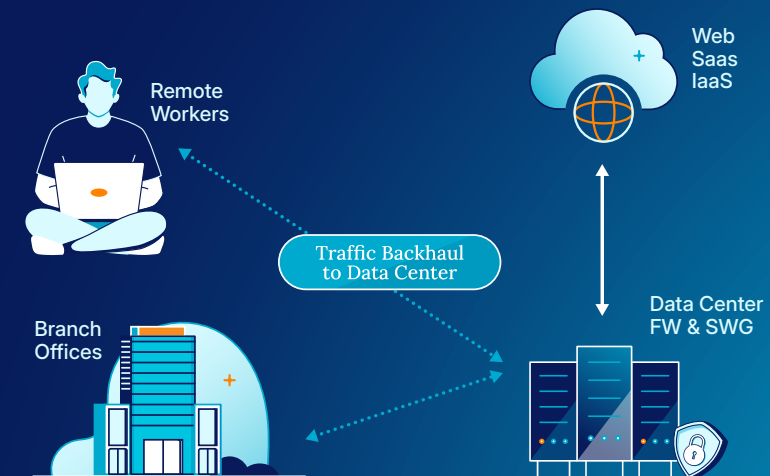 Remote
Workers
Web
Saas
IaaS
Traffic Backhaul
to Data Center
Branch
Offices
Data Center
FW & SWG